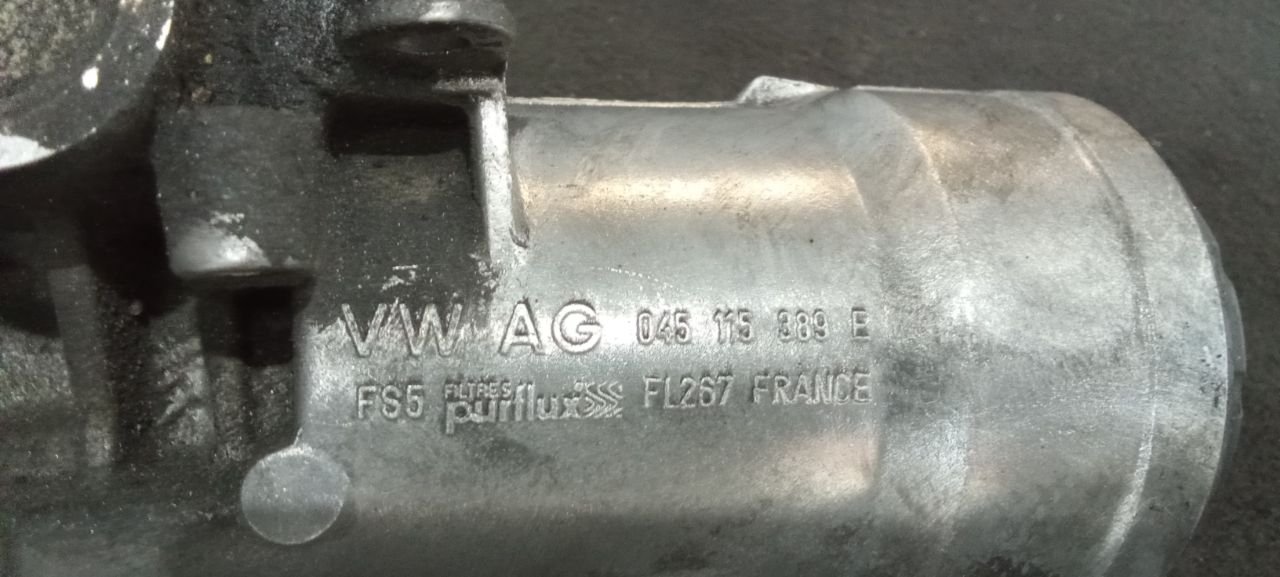 VW AG 045 115 389 E
FS5 FILTRES purflux FL267 FRANCE